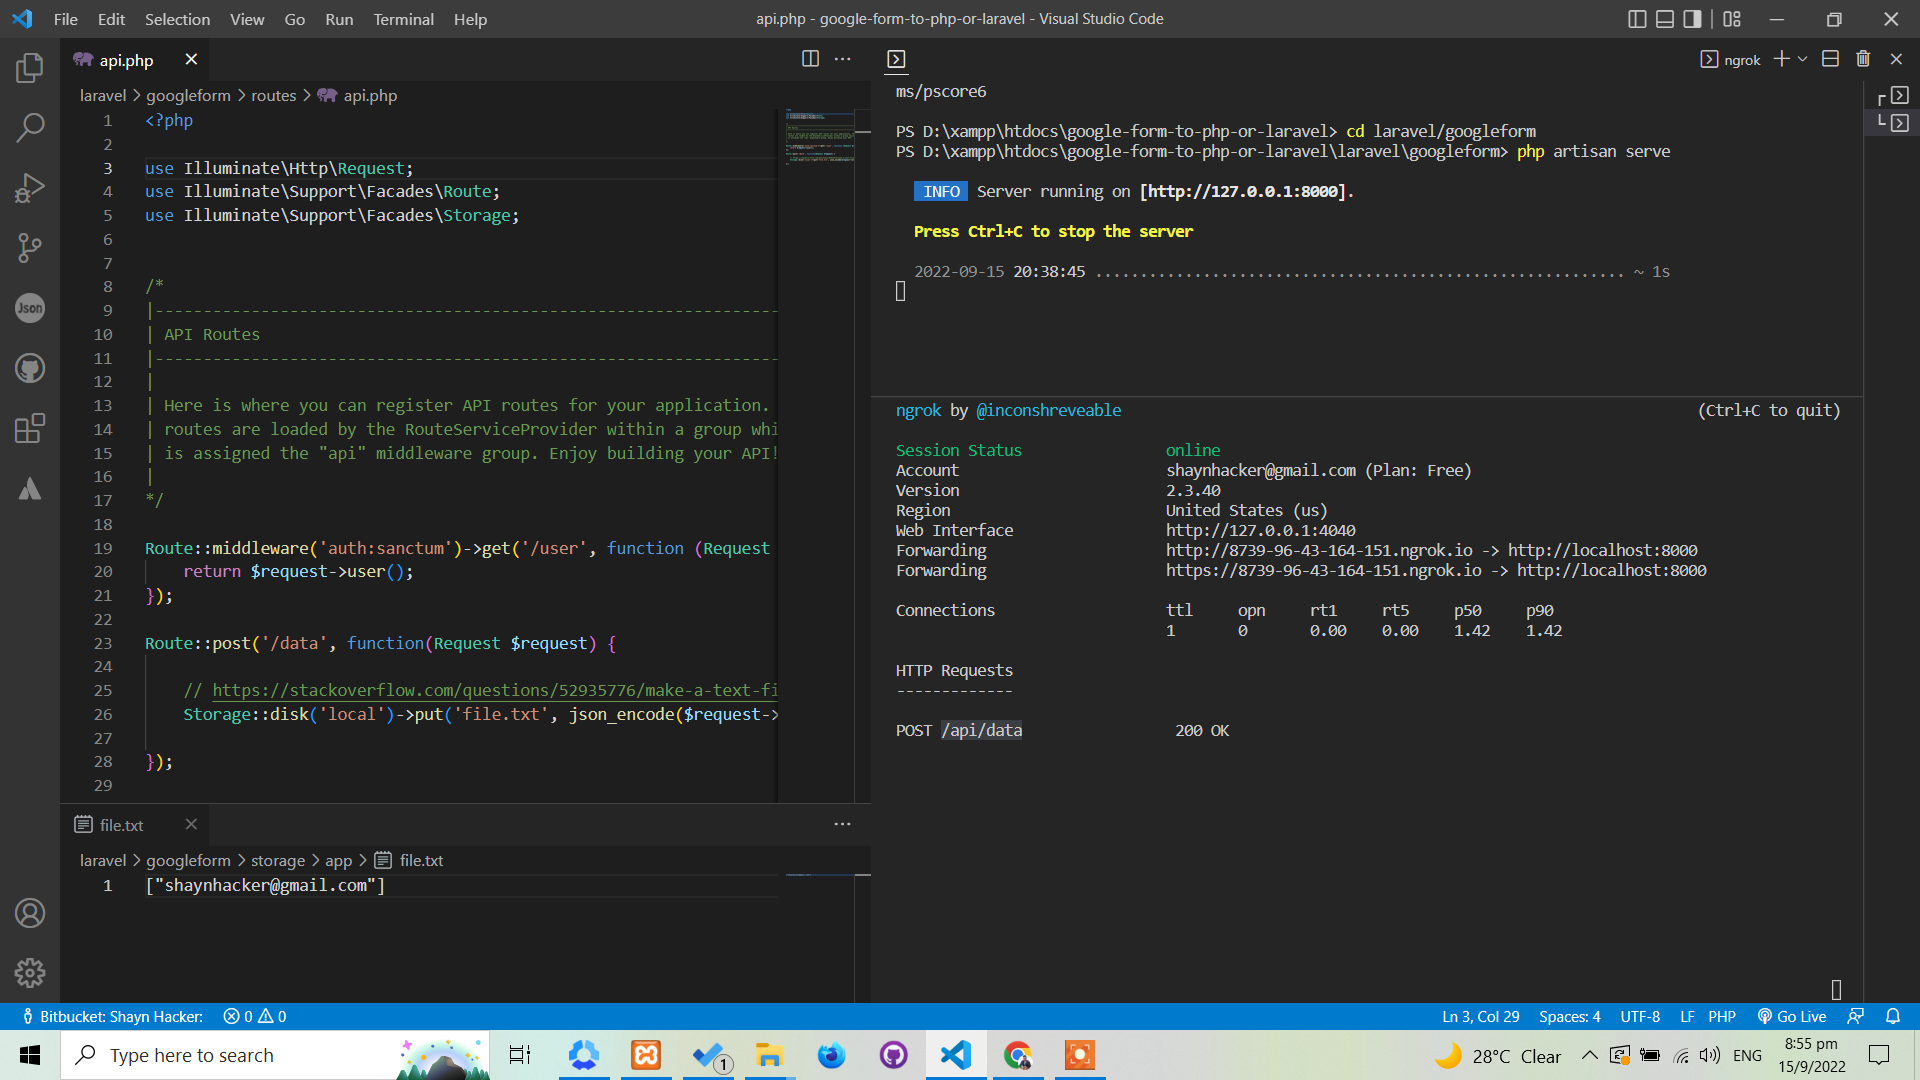 File Edit Selection View Go Run Terminal Help
api.php - google-form-to-php-or-laravel - Visual Studio Code
api.php
laravel > googleform > routes > api.php
1 <?php
2
3 use Illuminate\Http\Request;
4 use Illuminate\Support\Facades\Route;
5 use Illuminate\Support\Facades\Storage;
6
7
8 /*
9 |-----------------------------------------------------------------
10 | API Routes
11 |-----------------------------------------------------------------
12 |
13 | Here is where you can register API routes for your application.
14 | routes are loaded by the RouteServiceProvider within a group whi
15 | is assigned the "api" middleware group. Enjoy building your API!
16 |
17 */
18
19 Route::middleware('auth:sanctum')->get('/user', function (Request
20 return $request->user();
21 });
22
23 Route::post('/data', function(Request $request) {
24
25 // https://stackoverflow.com/questions/52935776/make-a-text-fi
26 Storage::disk('local')->put('file.txt', json_encode($request->
27
28 });
29
file.txt
laravel > googleform > storage > app > file.txt
1 ["shaynhacker@gmail.com"]
ngrok
ms/pscore6
PS D:\xampp\htdocs\google-form-to-php-or-laravel> cd laravel/googleform
PS D:\xampp\htdocs\google-form-to-php-or-laravel\laravel\googleform> php artisan serve
INFO Server running on [http://127.0.0.1:8000].
Press Ctrl+C to stop the server
2022-09-15 20:38:45 ........................................................... ~ 1s
ngrok by @inconshreveable (Ctrl+C to quit)
Session Status online
Account shaynhacker@gmail.com (Plan: Free)
Version 2.3.40
Region United States (us)
Web Interface http://127.0.0.1:4040
Forwarding http://8739-96-43-164-151.ngrok.io -> http://localhost:8000
Forwarding https://8739-96-43-164-151.ngrok.io -> http://localhost:8000
Connections ttl opn rt1 rt5 p50 p90
1 0 0.00 0.00 1.42 1.42
HTTP Requests
-------------
POST /api/data 200 OK
Json
Bitbucket: Shayn Hacker: 0 0
Ln 3, Col 29 Spaces: 4 UTF-8 LF PHP Go Live
Type here to search
1
28°C Clear
ENG
8:55 pm
15/9/2022